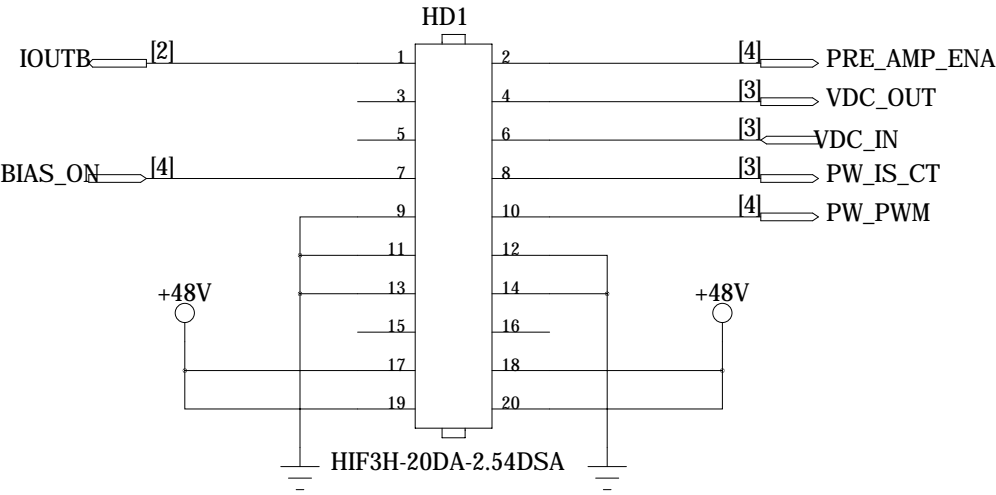 HD1
IOUTB [2] 1 2 [4] PRE_AMP_ENA
3 4 [3] VDC_OUT
5 6 [3] VDC_IN
BIAS_ON [4] 7 8 [3] PW_IS_CT
9 10 [4] PW_PWM
11 12
+48V 13 14 +48V
15 16
17 18
19 20
HIF3H-20DA-2.54DSA